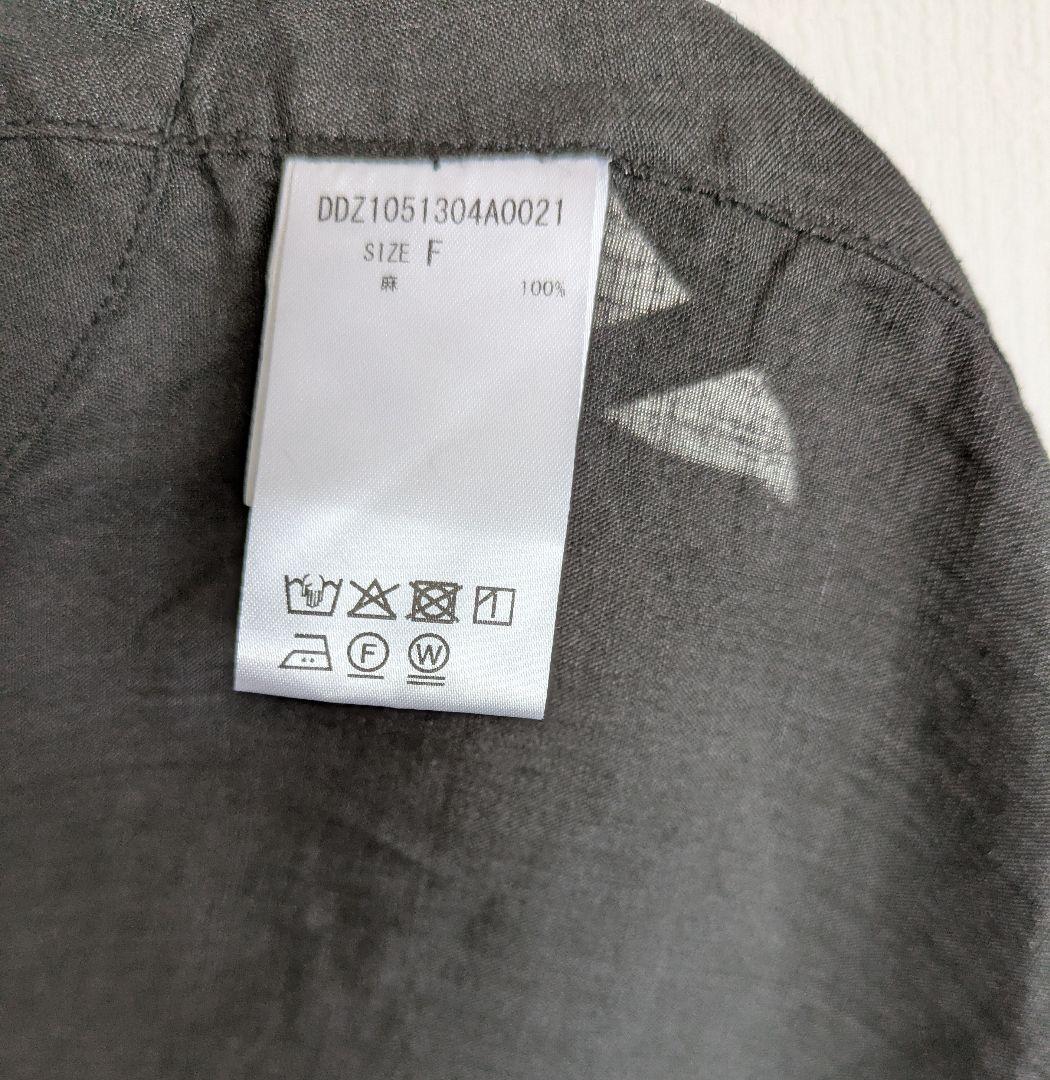 DDZ1051304A0021
SIZE F
麻 100%
F W